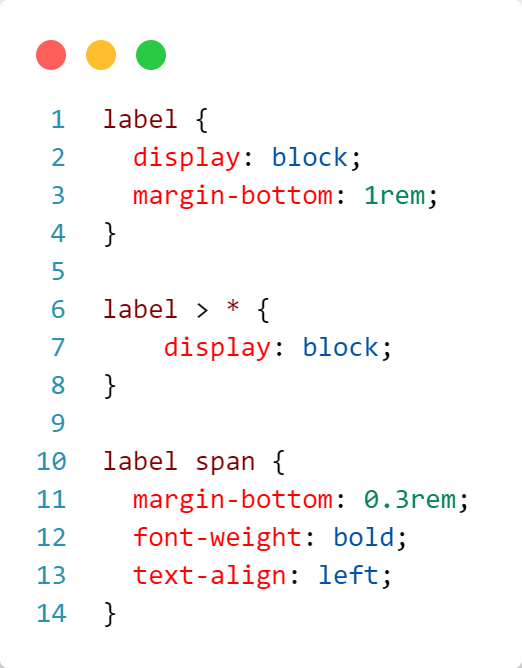 1 label {
2   display: block;
3   margin-bottom: 1rem;
4 }
5
6 label > * {
7     display: block;
8 }
9
10 label span {
11   margin-bottom: 0.3rem;
12   font-weight: bold;
13   text-align: left;
14 }